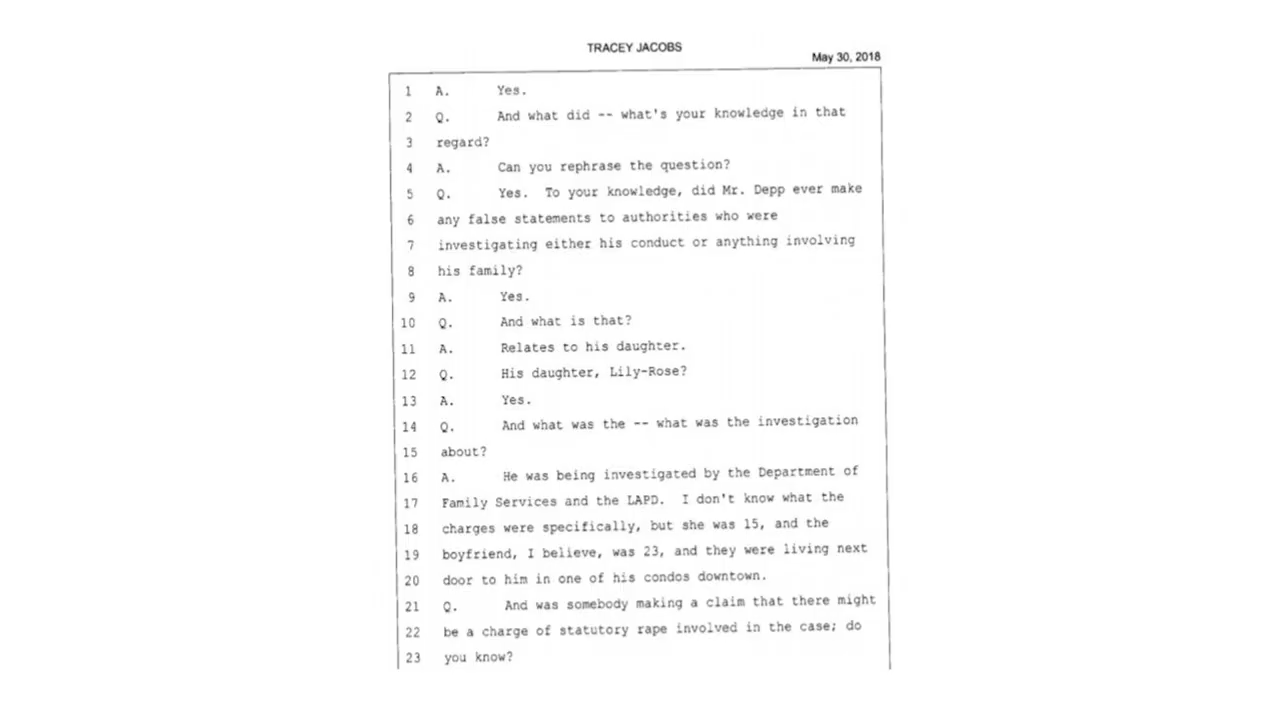 TRACEY JACOBS
May 30, 2018
1 A. Yes.
2 Q. And what did -- what's your knowledge in that
3 regard?
4 A. Can you rephrase the question?
5 Q. Yes. To your knowledge, did Mr. Depp ever make
6 any false statements to authorities who were
7 investigating either his conduct or anything involving
8 his family?
9 A. Yes.
10 Q. And what is that?
11 A. Relates to his daughter.
12 Q. His daughter, Lily-Rose?
13 A. Yes.
14 Q. And what was the -- what was the investigation
15 about?
16 A. He was being investigated by the Department of
17 Family Services and the LAPD. I don't know what the
18 charges were specifically, but she was 15, and the
19 boyfriend, I believe, was 23, and they were living next
20 door to him in one of his condos downtown.
21 Q. And was somebody making a claim that there might
22 be a charge of statutory rape involved in the case; do
23 you know?